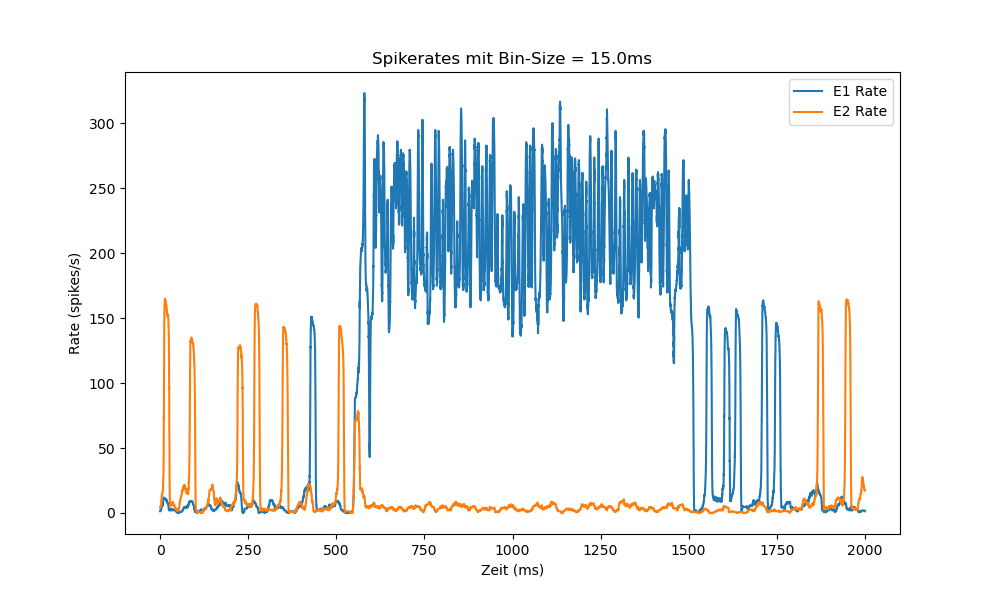 Spikerates mit Bin-Size = 15.0ms
E1 Rate
E2 Rate
Rate (spikes/s)
300
250
200
150
100
50
0
0 250 500 750 1000 1250 1500 1750 2000
Zeit (ms)